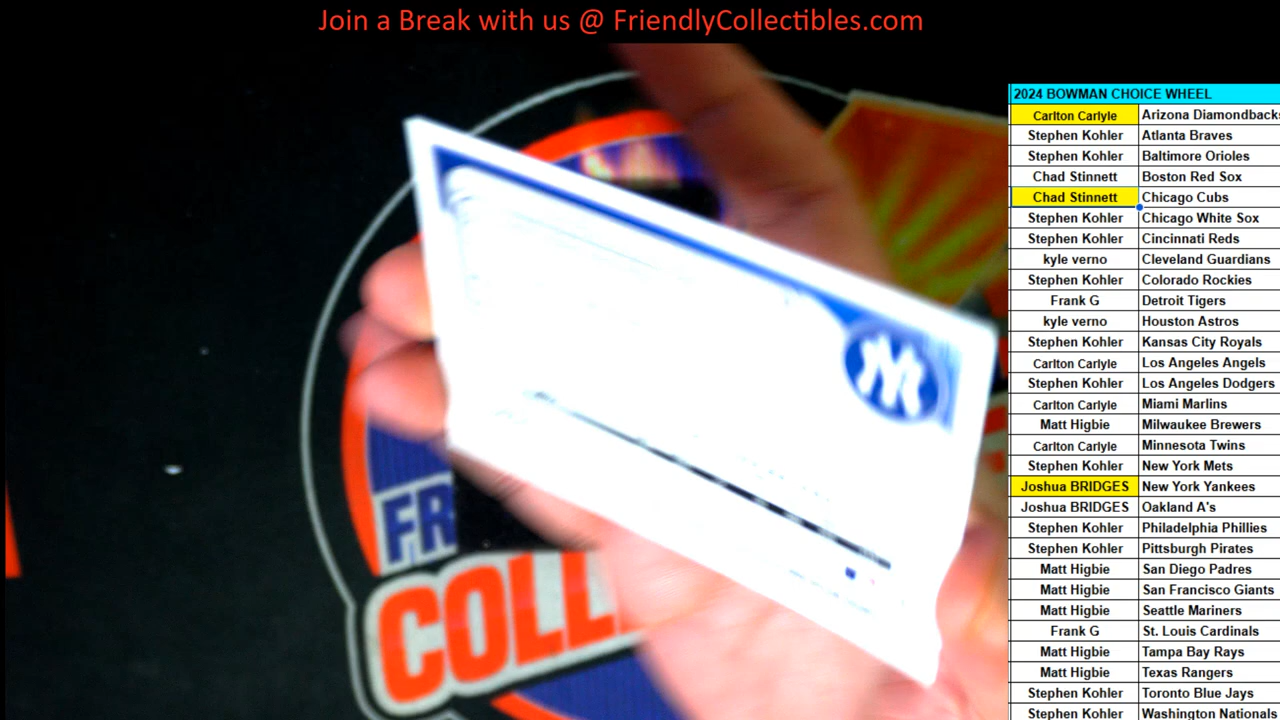 Join a Break with us @ FriendlyCollectibles.com
2024 BOWMAN CHOICE WHEEL
Carlton Carlyle Arizona Diamondbacks
Stephen Kohler Atlanta Braves
Stephen Kohler Baltimore Orioles
Chad Stinnett Boston Red Sox
Chad Stinnett Chicago Cubs
Stephen Kohler Chicago White Sox
Stephen Kohler Cincinnati Reds
kyle verno Cleveland Guardians
Stephen Kohler Colorado Rockies
Frank G Detroit Tigers
kyle verno Houston Astros
Stephen Kohler Kansas City Royals
Carlton Carlyle Los Angeles Angels
Stephen Kohler Los Angeles Dodgers
Carlton Carlyle Miami Marlins
Matt Higbie Milwaukee Brewers
Carlton Carlyle Minnesota Twins
Stephen Kohler New York Mets
Joshua BRIDGES New York Yankees
Joshua BRIDGES Oakland A's
Stephen Kohler Philadelphia Phillies
Stephen Kohler Pittsburgh Pirates
Matt Higbie San Diego Padres
Matt Higbie San Francisco Giants
Matt Higbie Seattle Mariners
Frank G St. Louis Cardinals
Matt Higbie Tampa Bay Rays
Matt Higbie Texas Rangers
Stephen Kohler Toronto Blue Jays
Stephen Kohler Washington Nationals
FR
COLL